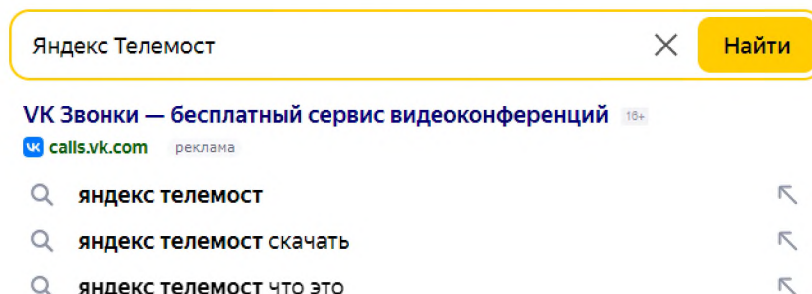 Яндекс Телемост Найти
VK Звонки — бесплатный сервис видеоконференций 16+
calls.vk.com реклама
яндекс телемост
яндекс телемост скачать
яндекс телемост что это